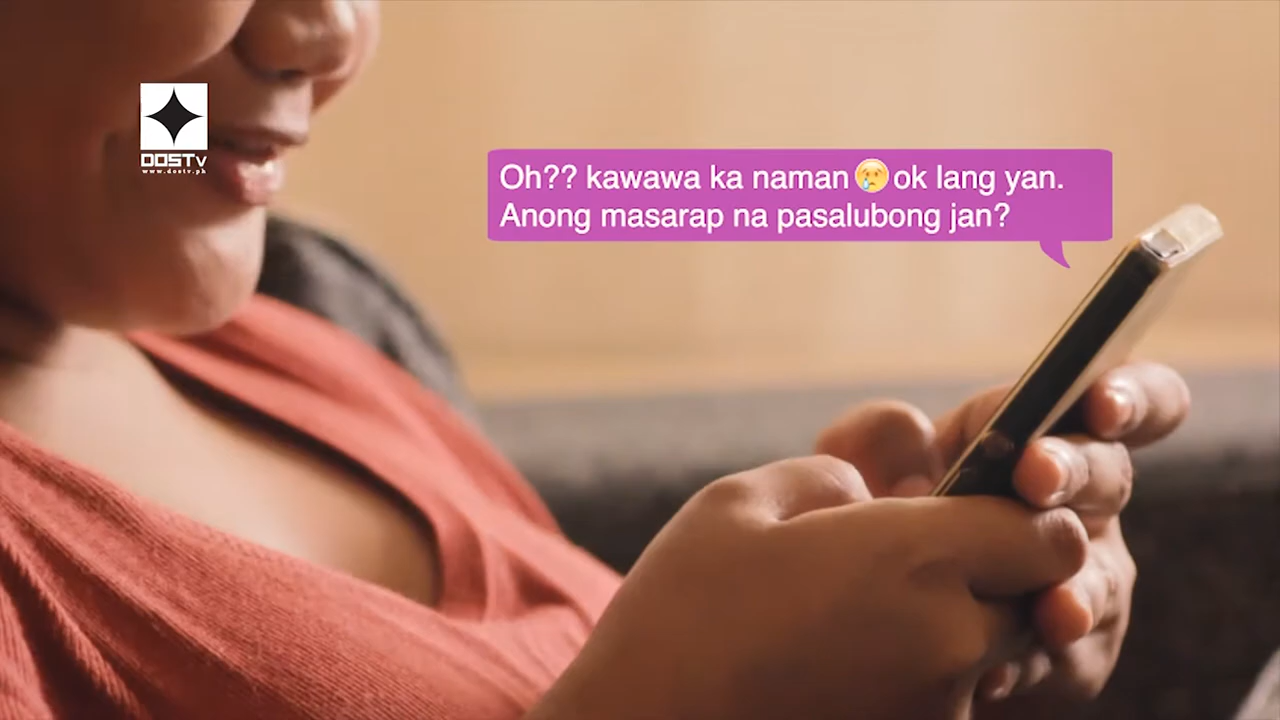 DOSTv
www.dostv.ph
Oh?? kawawa ka naman 😢 ok lang yan.
Anong masarap na pasalubong jan?